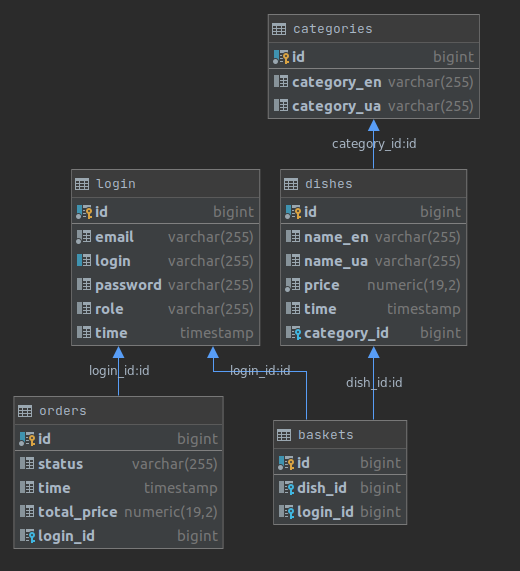 categories
id bigint
category_en varchar(255)
category_ua varchar(255)
category_id:id
login
id bigint
email varchar(255)
login varchar(255)
password varchar(255)
role varchar(255)
time timestamp
dishes
id bigint
name_en varchar(255)
name_ua varchar(255)
price numeric(19,2)
time timestamp
category_id bigint
login_id:id
login_id:id
dish_id:id
orders
id bigint
status varchar(255)
time timestamp
total_price numeric(19,2)
login_id bigint
baskets
id bigint
dish_id bigint
login_id bigint